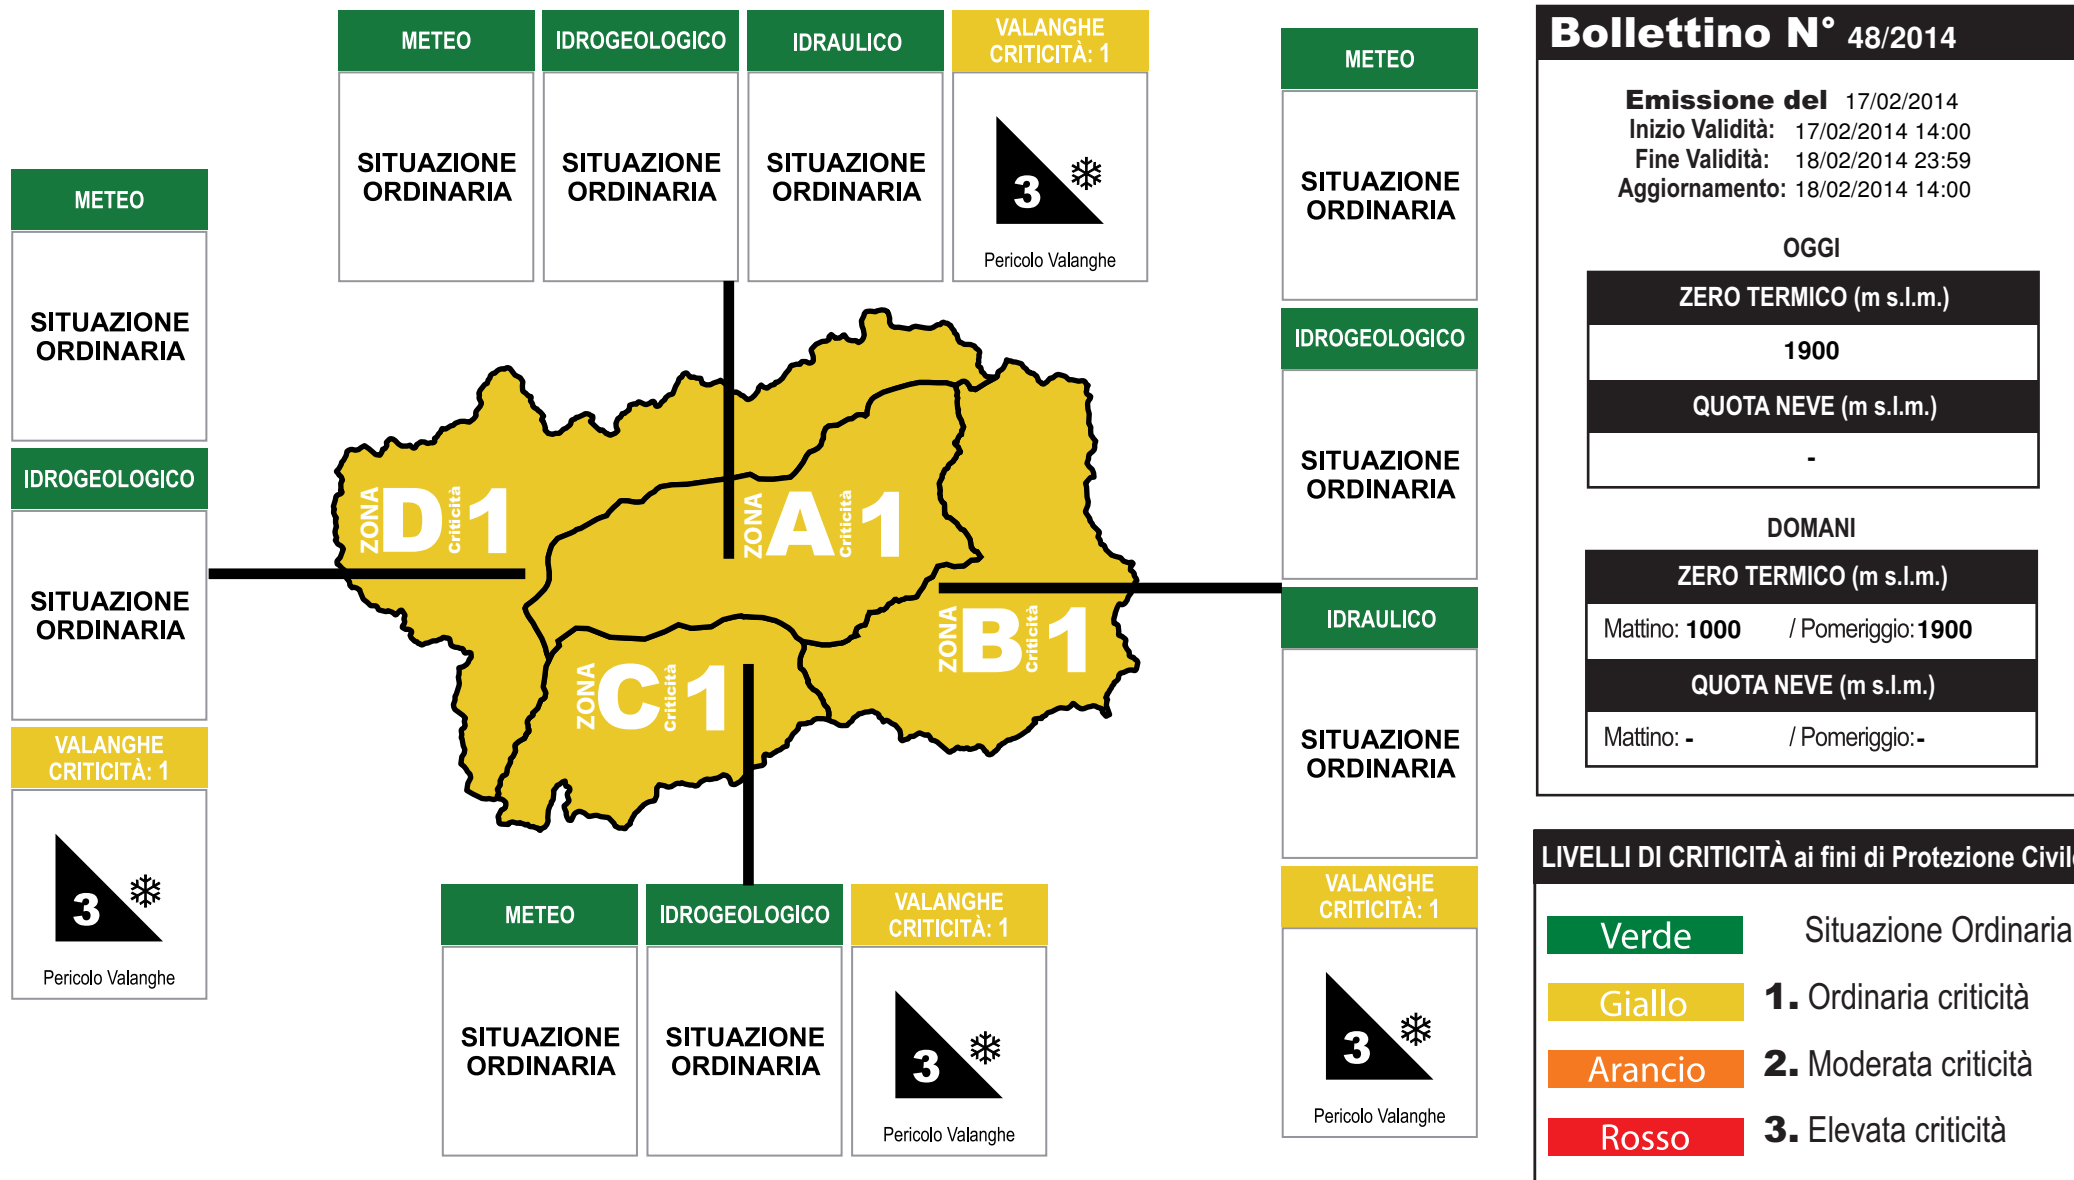 METEO
IDROGEOLOGICO
IDRAULICO
VALANGHE
CRITICITÀ: 1
SITUAZIONE
ORDINARIA
SITUAZIONE
ORDINARIA
SITUAZIONE
ORDINARIA
3
Pericolo Valanghe
METEO
SITUAZIONE
ORDINARIA
IDROGEOLOGICO
SITUAZIONE
ORDINARIA
VALANGHE
CRITICITÀ: 1
3
Pericolo Valanghe
ZONA D Criticità 1
ZONA A Criticità 1
ZONA B Criticità 1
ZONA C Criticità 1
METEO
IDROGEOLOGICO
VALANGHE
CRITICITÀ: 1
SITUAZIONE
ORDINARIA
SITUAZIONE
ORDINARIA
3
Pericolo Valanghe
METEO
SITUAZIONE
ORDINARIA
IDROGEOLOGICO
SITUAZIONE
ORDINARIA
IDRAULICO
SITUAZIONE
ORDINARIA
VALANGHE
CRITICITÀ: 1
3
Pericolo Valanghe
Bollettino N° 48/2014
Emissione del 17/02/2014
Inizio Validità: 17/02/2014 14:00
Fine Validità: 18/02/2014 23:59
Aggiornamento: 18/02/2014 14:00
OGGI
ZERO TERMICO (m s.l.m.)
1900
QUOTA NEVE (m s.l.m.)
-
DOMANI
ZERO TERMICO (m s.l.m.)
Mattino: 1000 / Pomeriggio: 1900
QUOTA NEVE (m s.l.m.)
Mattino: - / Pomeriggio: -
LIVELLI DI CRITICITÀ ai fini di Protezione Civile
Verde Situazione Ordinaria
Giallo 1. Ordinaria criticità
Arancio 2. Moderata criticità
Rosso 3. Elevata criticità